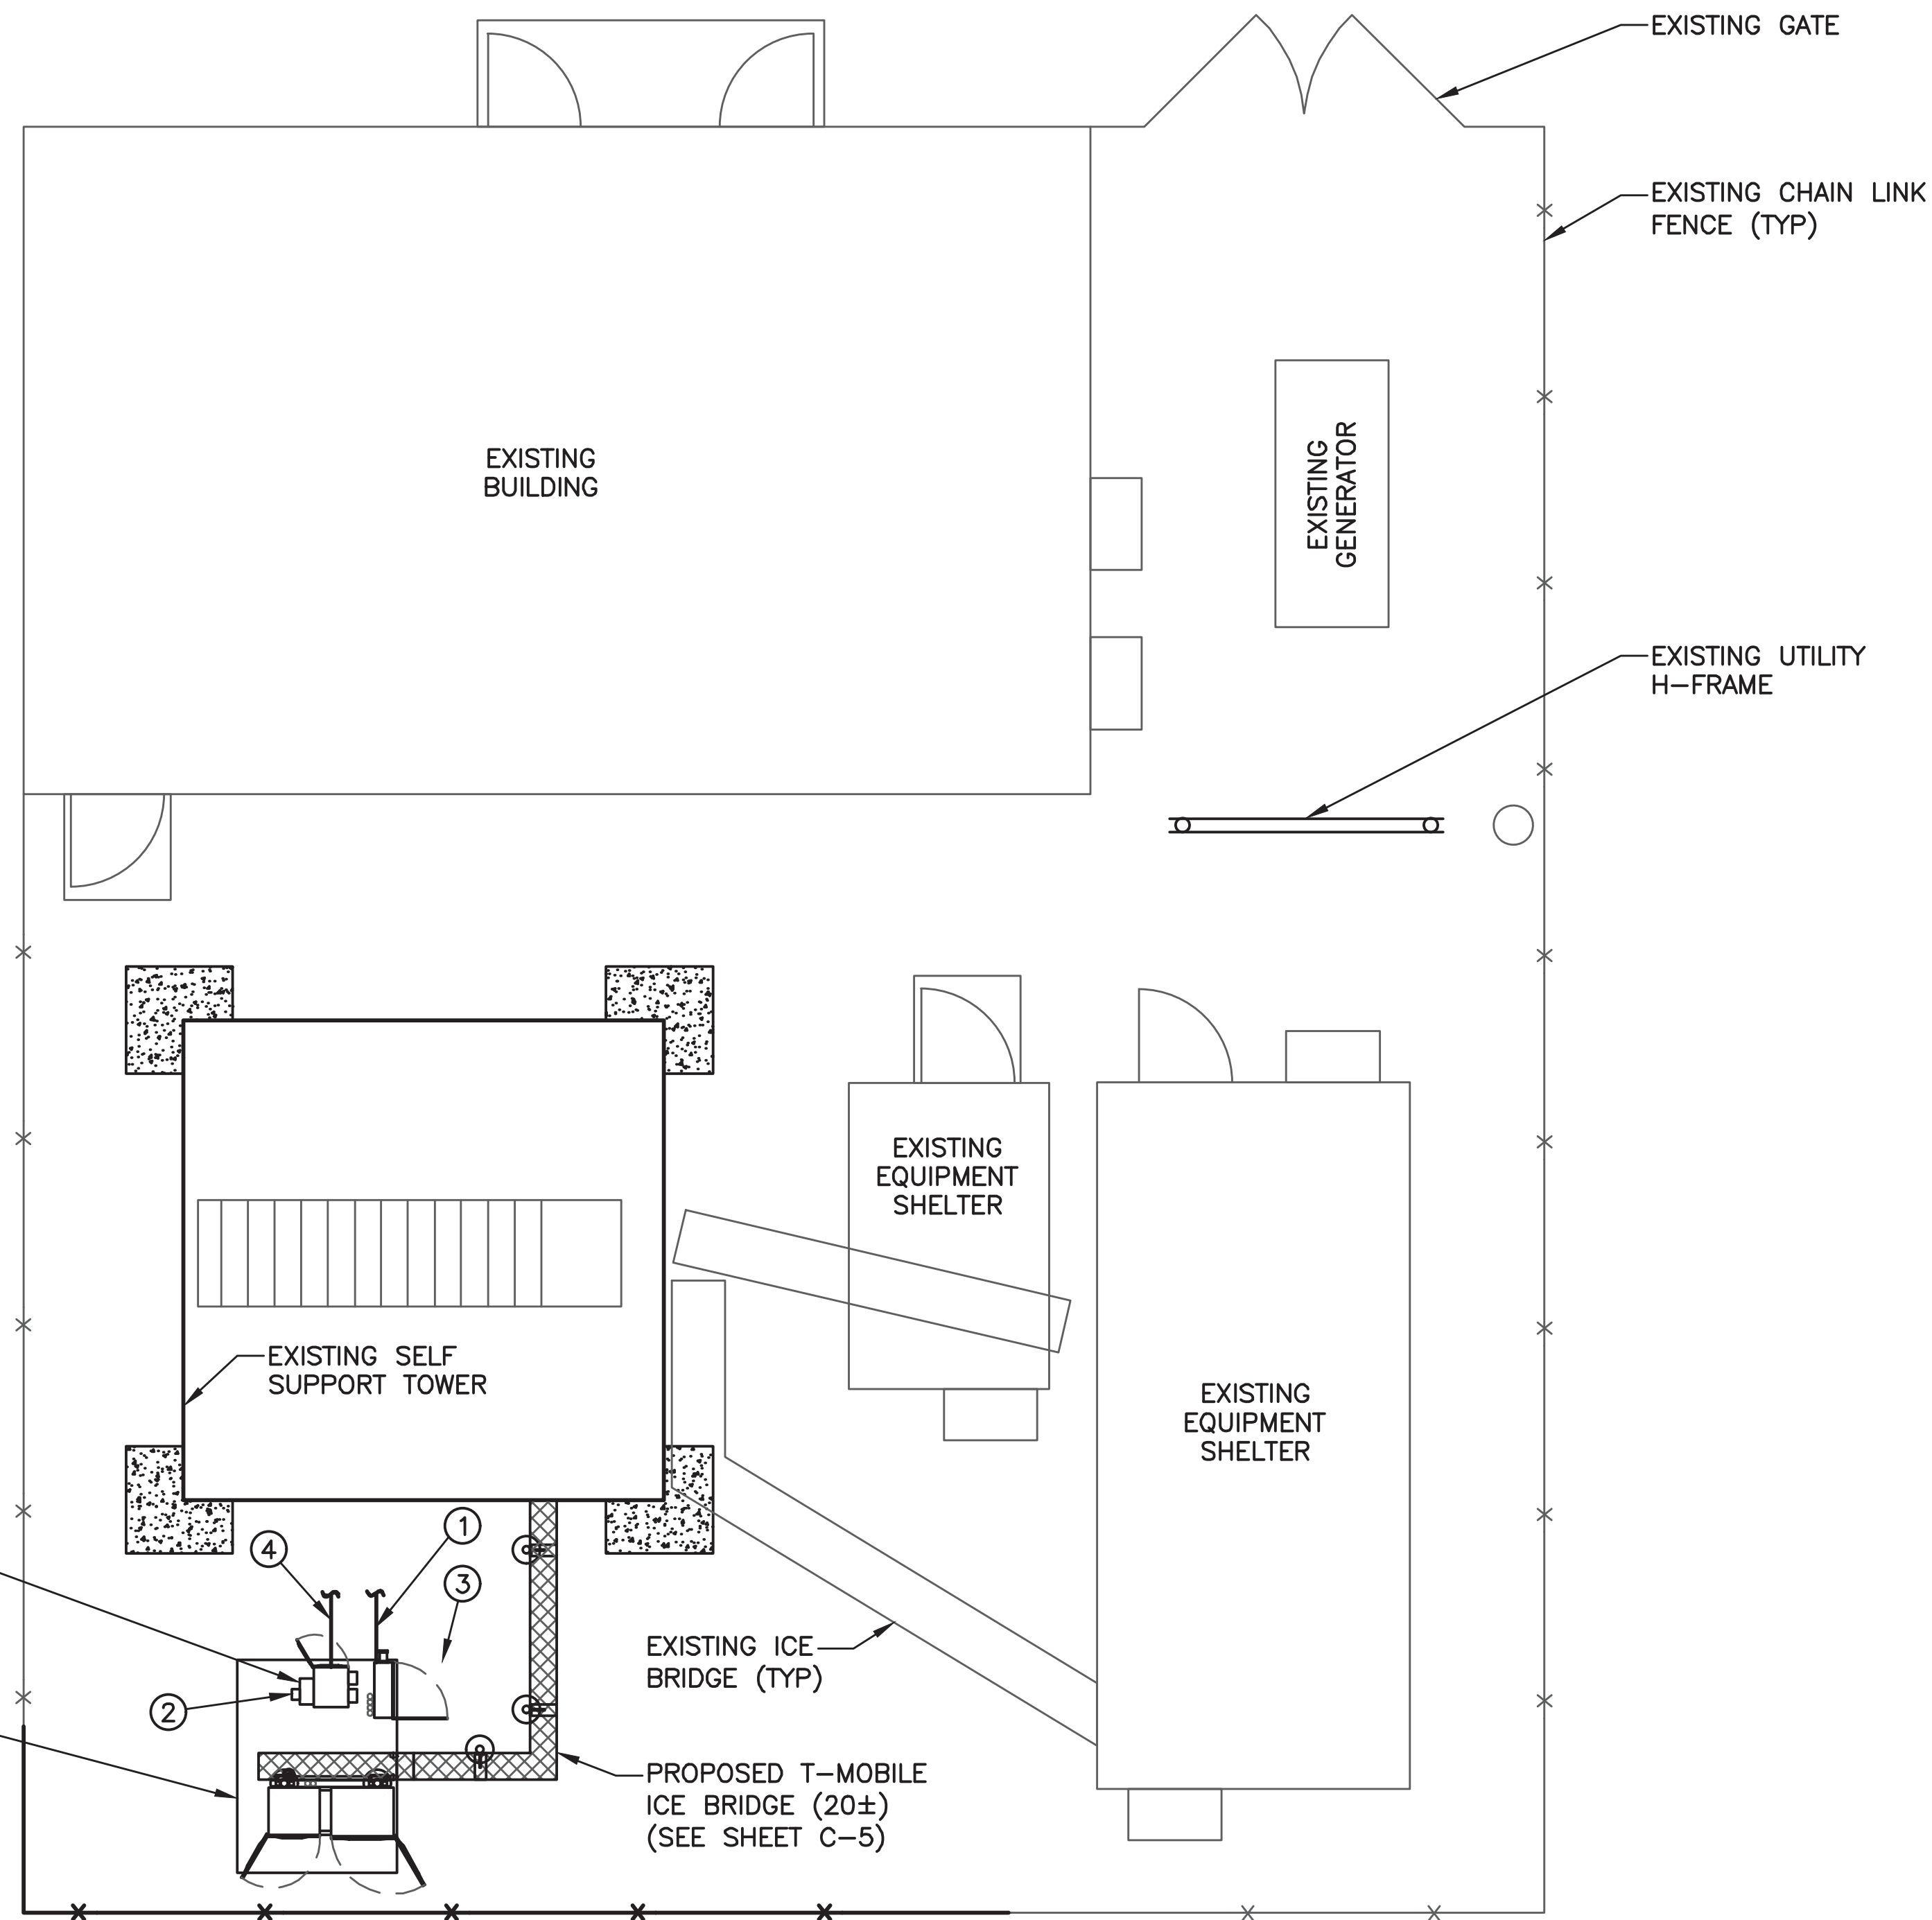 EXISTING GATE
EXISTING CHAIN LINK
FENCE (TYP)
EXISTING
BUILDING
EXISTING
GENERATOR
EXISTING UTILITY
H-FRAME
EXISTING
EQUIPMENT
SHELTER
EXISTING SELF
SUPPORT TOWER
EXISTING
EQUIPMENT
SHELTER
1
4
3
2
EXISTING ICE
BRIDGE (TYP)
PROPOSED T-MOBILE
ICE BRIDGE (20±)
(SEE SHEET C-5)